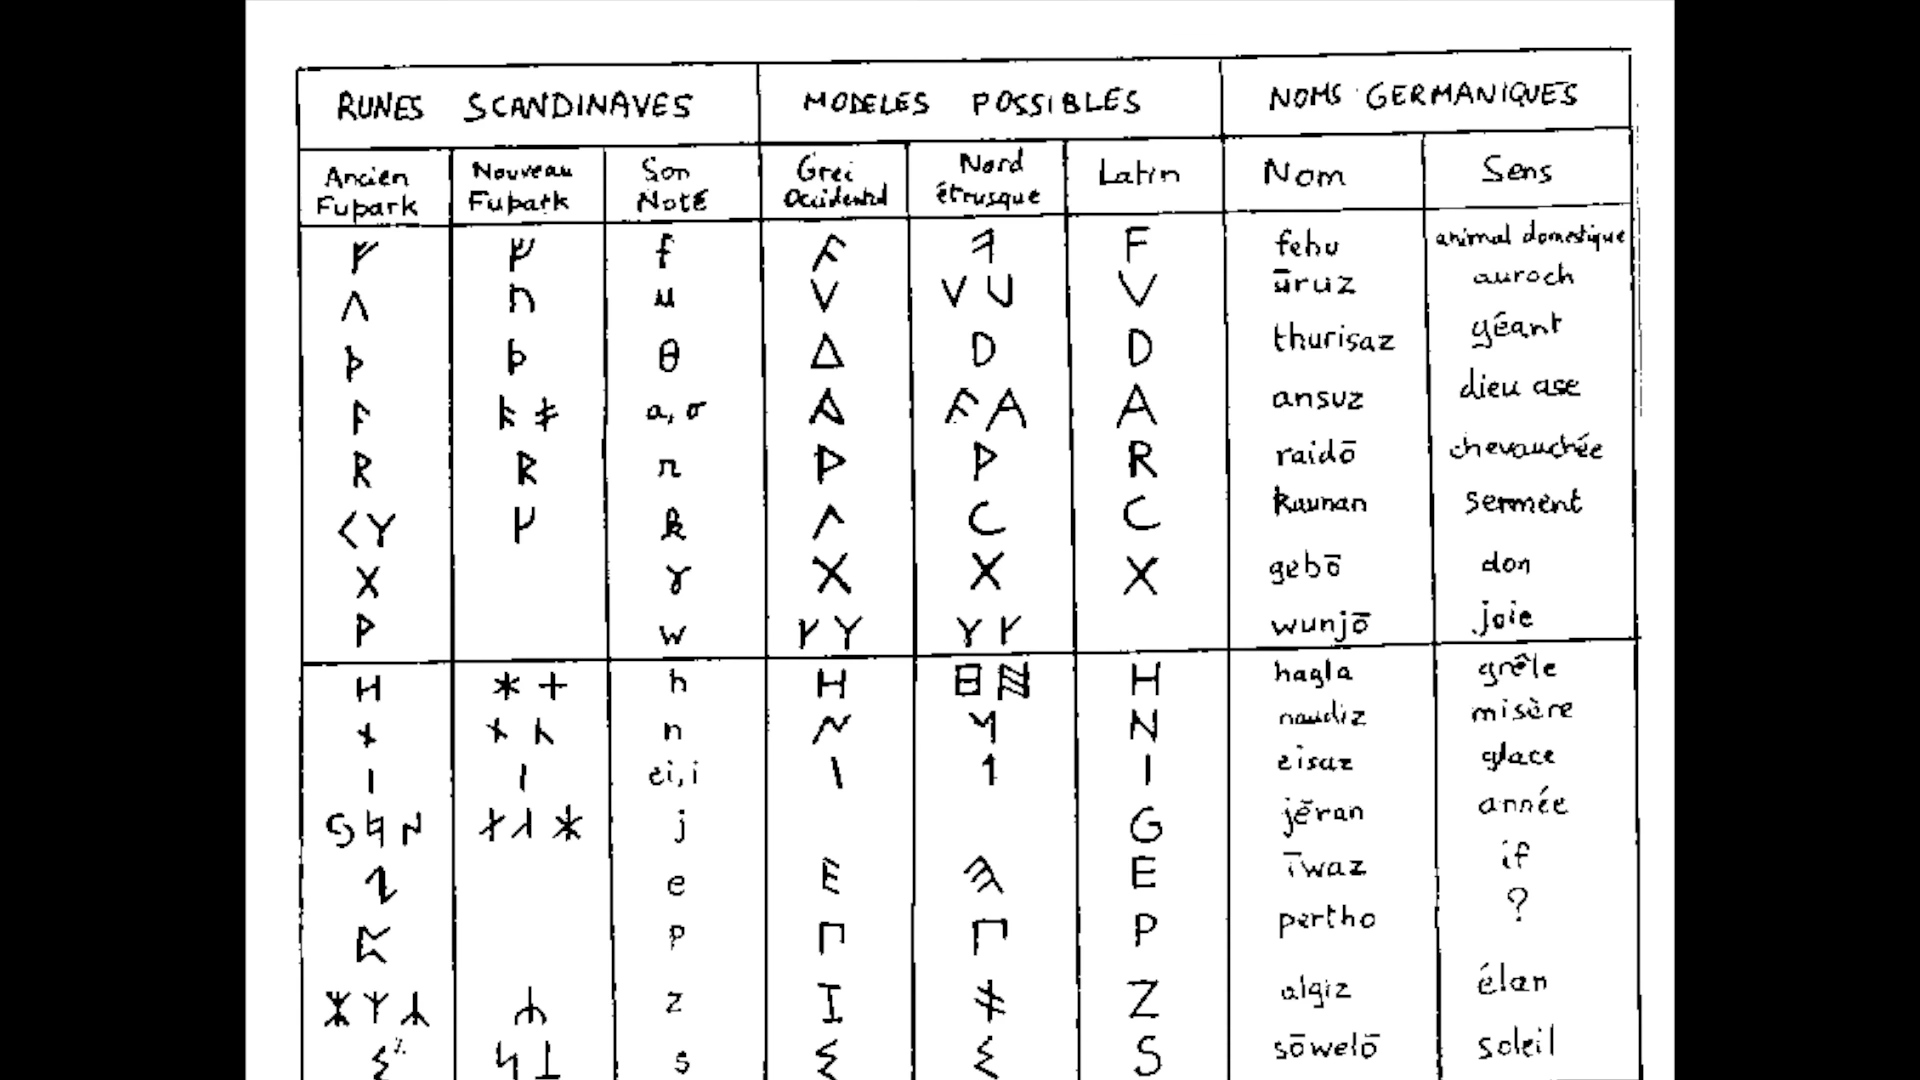 RUNES SCANDINAVES MODELES POSSIBLES NOMS GERMANIQUES
Ancien Fuþark Nouveau Fuþark Son Noté Grec Occidental Nord étrusque Latin Nom Sens
ᚠ f F fehu animal domestique
u V V U V uruz auroch
þ þ θ Δ D D thurisaz géant
a, σ A A A ansuz dieu ase
R R r R raidō chevauchée
k C C kaunan serment
X γ X X X gebō don
w Y wunjō joie
H * + h H H hagla grêle
n N naudiz misère
I I ei, i I eisaz glace
j G jēran année
e E E īwaz if
p P pertho ?
z I Z algiz élan
s S sōwelō soleil